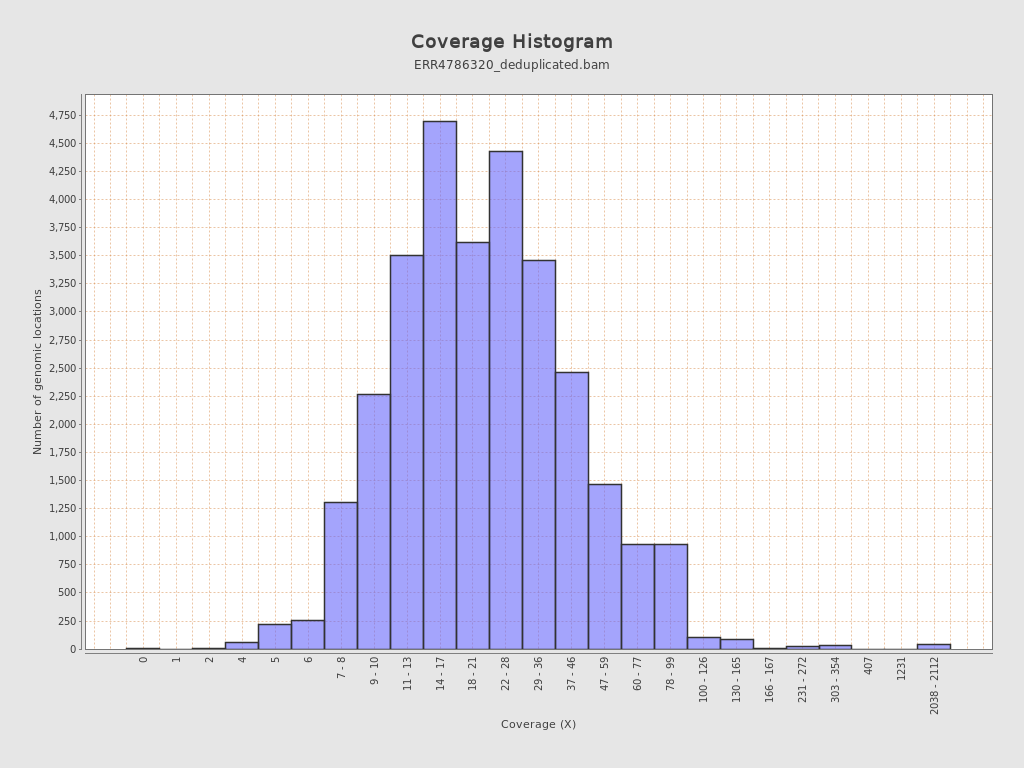 Coverage Histogram
ERR4786320_deduplicated.bam
Number of genomic locations
4,750
4,500
4,250
4,000
3,750
3,500
3,250
3,000
2,750
2,500
2,250
2,000
1,750
1,500
1,250
1,000
750
500
250
0
0
1
2
4
5
6
7 - 8
9 - 10
11 - 13
14 - 17
18 - 21
22 - 28
29 - 36
37 - 46
47 - 59
60 - 77
78 - 99
100 - 126
130 - 165
166 - 167
231 - 272
303 - 354
407
1231
2038 - 2112
Coverage (X)